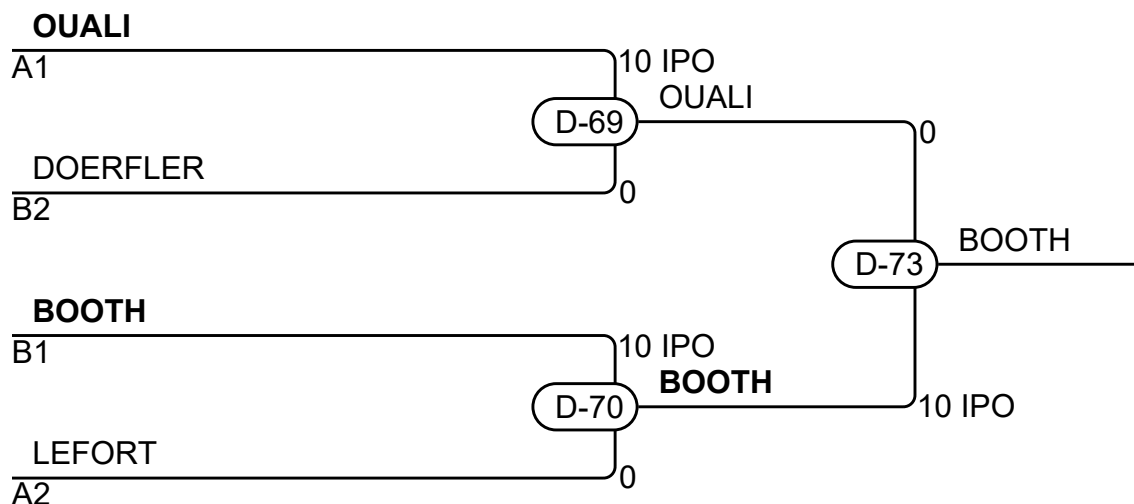 OUALI
A1
10 IPO
OUALI
D-69
0
DOERFLER
B2
0
BOOTH
D-73
BOOTH
B1
10 IPO
BOOTH
D-70
10 IPO
LEFORT
A2
0